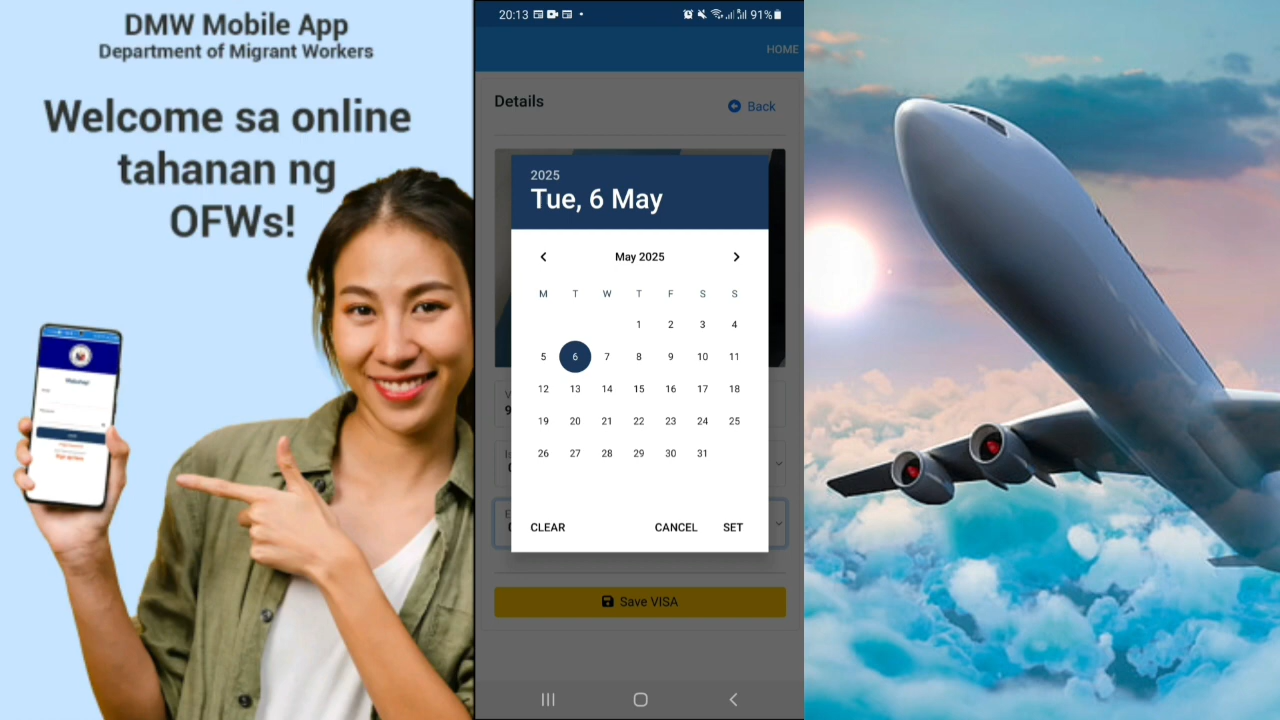 DMW Mobile App
Department of Migrant Workers
Welcome sa online
tahanan ng
OFWs!
20:13
91%
HOME
Details
Back
2025
Tue, 6 May
May 2025
M T W T F S S
1 2 3 4
5 6 7 8 9 10 11
12 13 14 15 16 17 18
19 20 21 22 23 24 25
26 27 28 29 30 31
CLEAR CANCEL SET
Save VISA